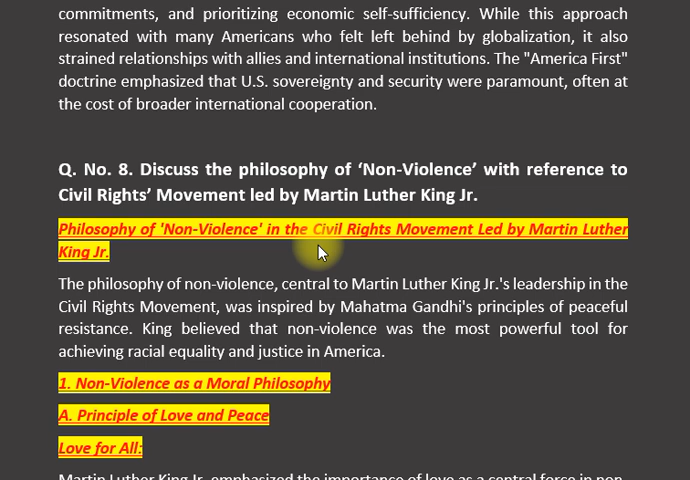 commitments, and prioritizing economic self-sufficiency. While this approach
resonated with many Americans who felt left behind by globalization, it also
strained relationships with allies and international institutions. The "America First"
doctrine emphasized that U.S. sovereignty and security were paramount, often at
the cost of broader international cooperation.
Q. No. 8. Discuss the philosophy of ‘Non-Violence’ with reference to
Civil Rights’ Movement led by Martin Luther King Jr.
Philosophy of 'Non-Violence' in the Civil Rights Movement Led by Martin Luther
King Jr.
The philosophy of non-violence, central to Martin Luther King Jr.'s leadership in the
Civil Rights Movement, was inspired by Mahatma Gandhi's principles of peaceful
resistance. King believed that non-violence was the most powerful tool for
achieving racial equality and justice in America.
1. Non-Violence as a Moral Philosophy
A. Principle of Love and Peace
Love for All:
Martin Luther King Jr. emphasized the importance of love as a central force in non-